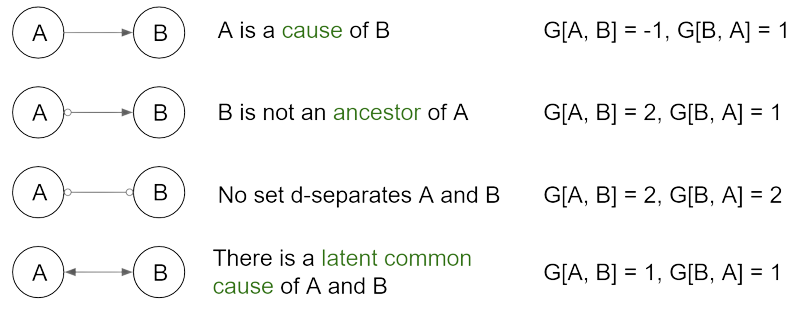 A B A is a cause of B G[A, B] = -1, G[B, A] = 1
A B B is not an ancestor of A G[A, B] = 2, G[B, A] = 1
A B No set d-separates A and B G[A, B] = 2, G[B, A] = 2
A B There is a latent common G[A, B] = 1, G[B, A] = 1
cause of A and B